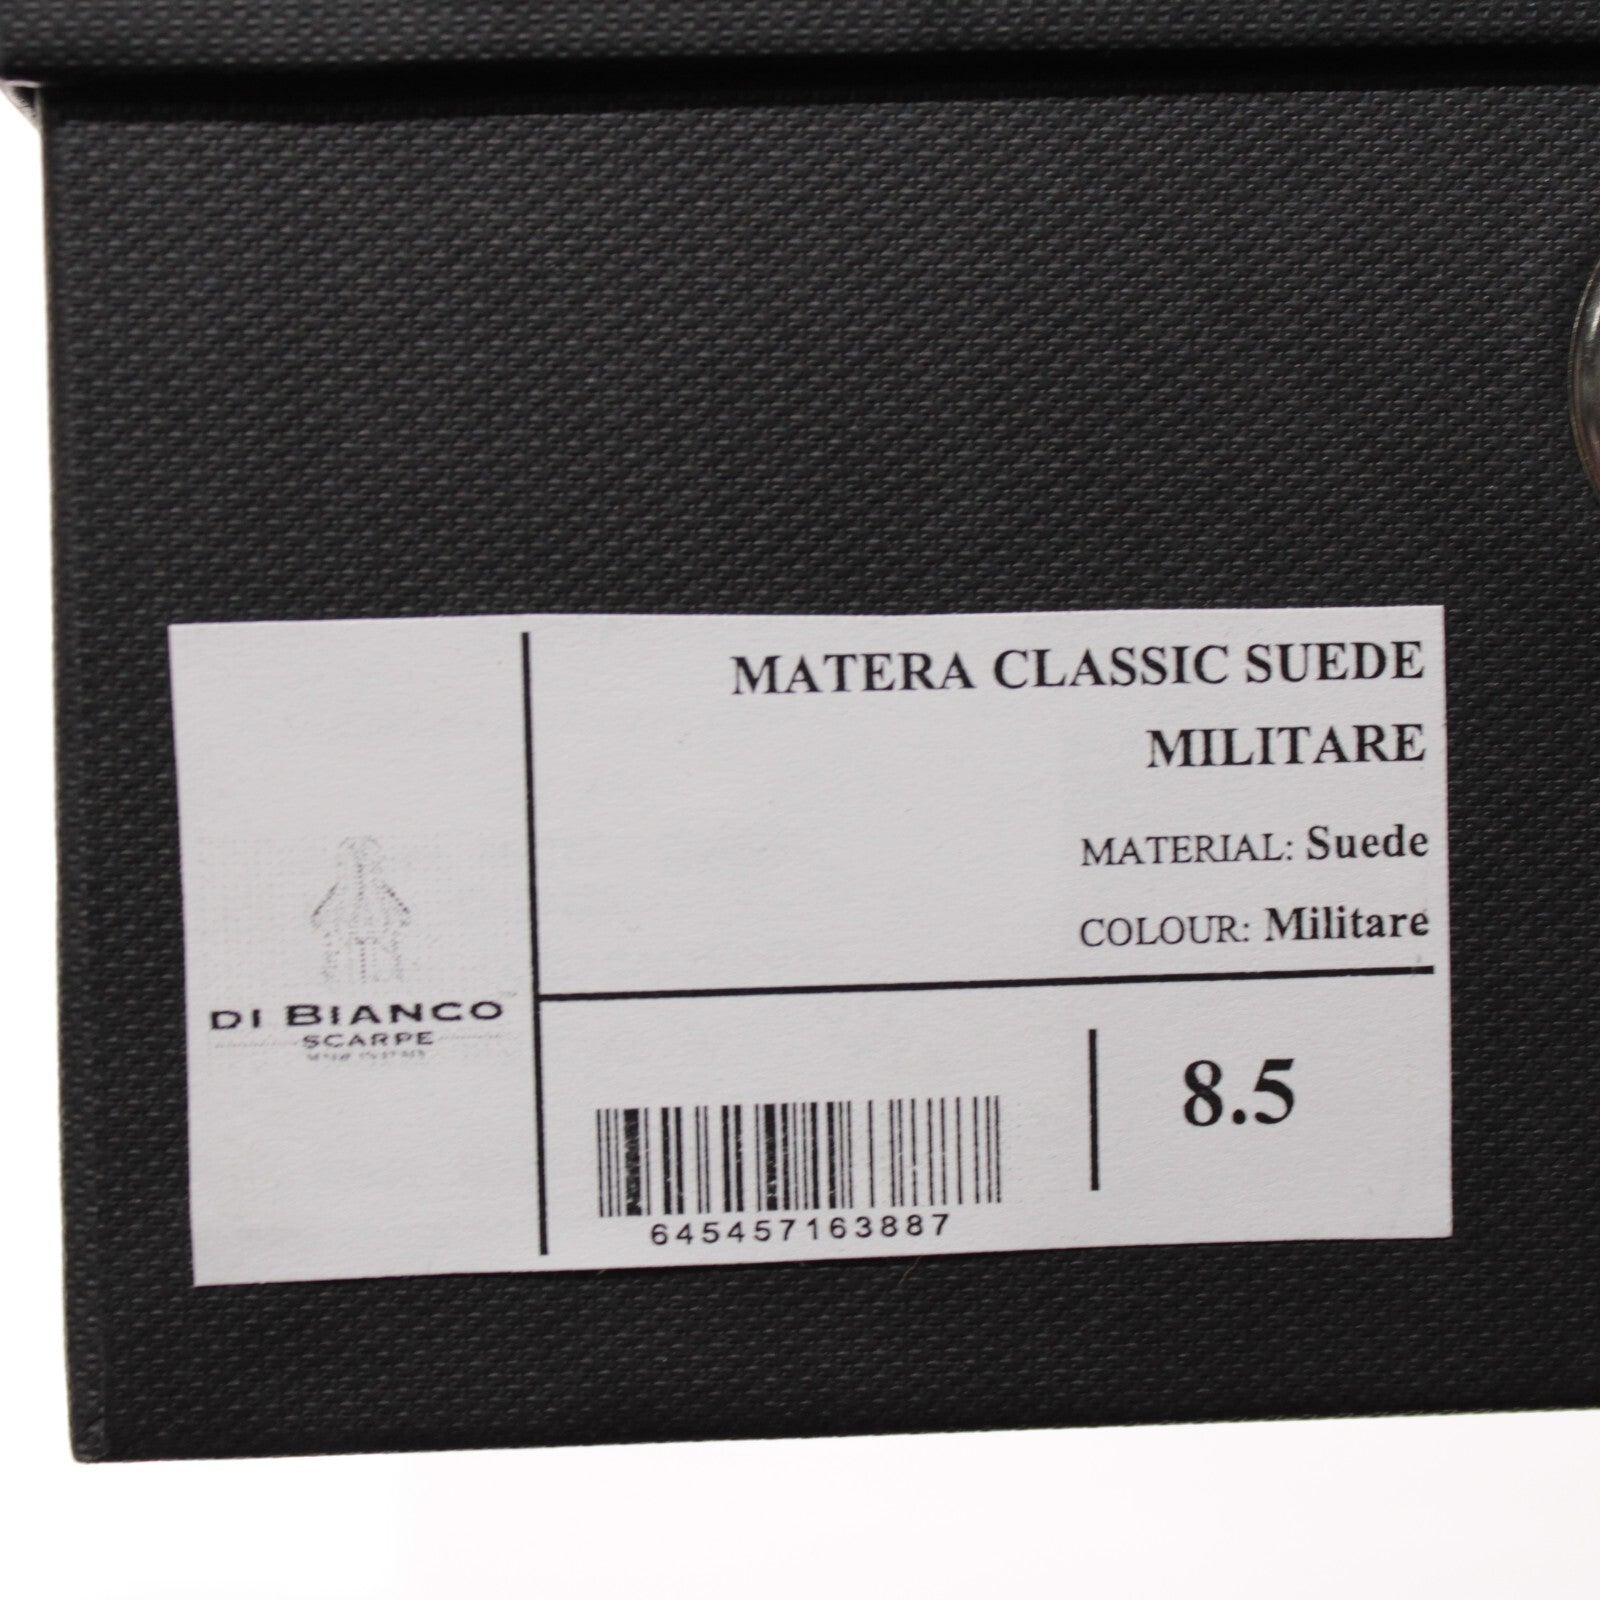 MATERA CLASSIC SUEDE
MILITARE
MATERIAL: Suede
COLOUR: Militare
DI BIANCO
SCARPE
8.5
645457163887